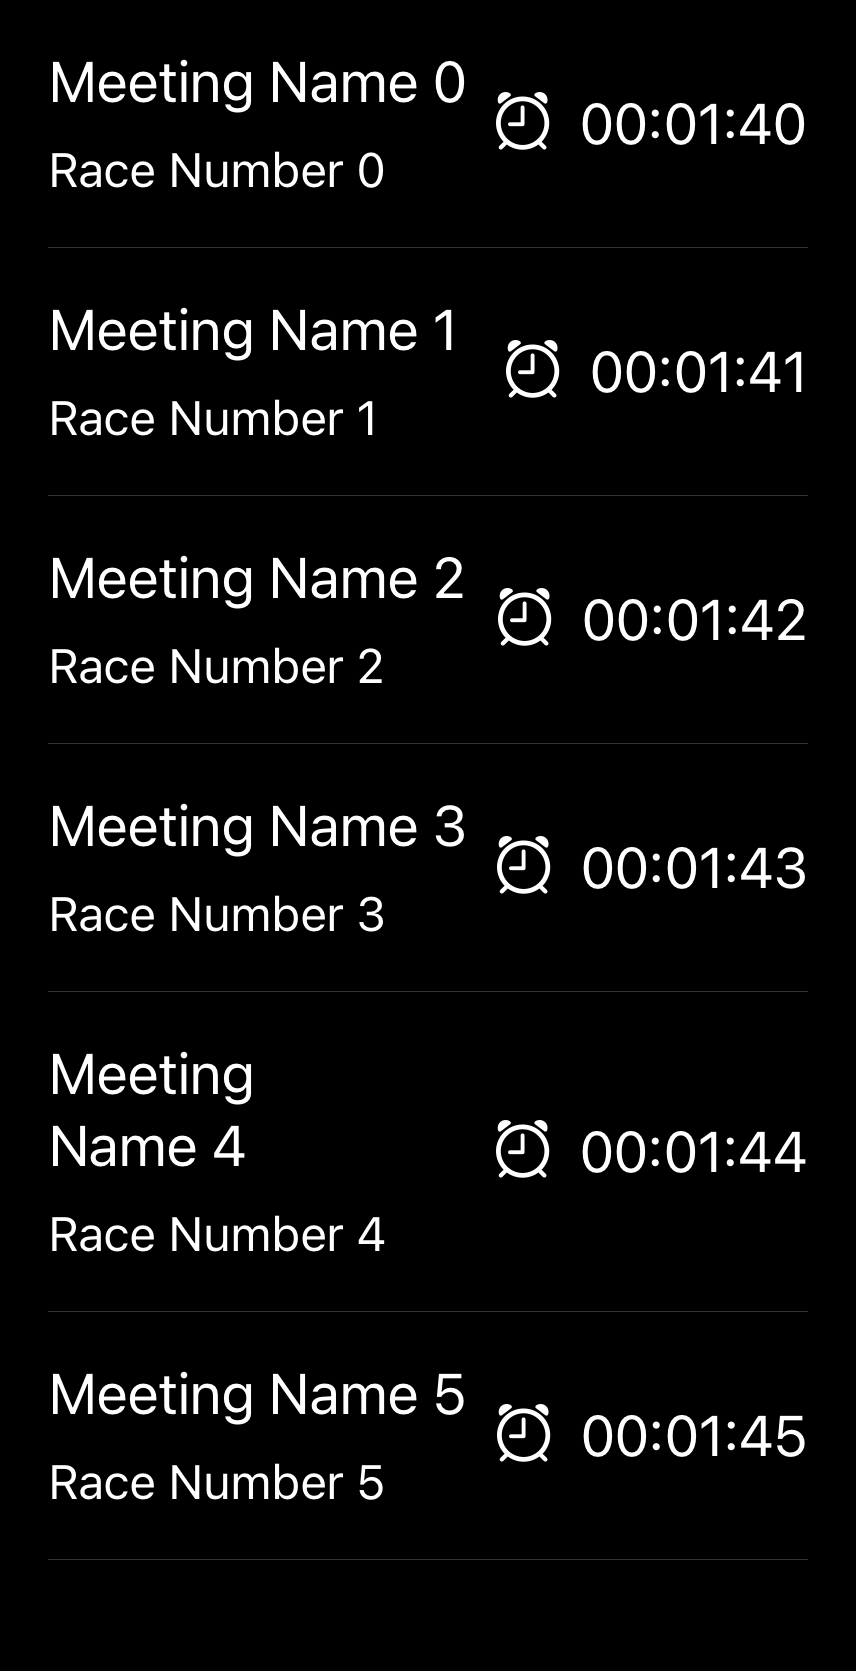 Meeting Name 0
00:01:40
Race Number 0
Meeting Name 1
00:01:41
Race Number 1
Meeting Name 2
00:01:42
Race Number 2
Meeting Name 3
00:01:43
Race Number 3
Meeting
Name 4
00:01:44
Race Number 4
Meeting Name 5
00:01:45
Race Number 5